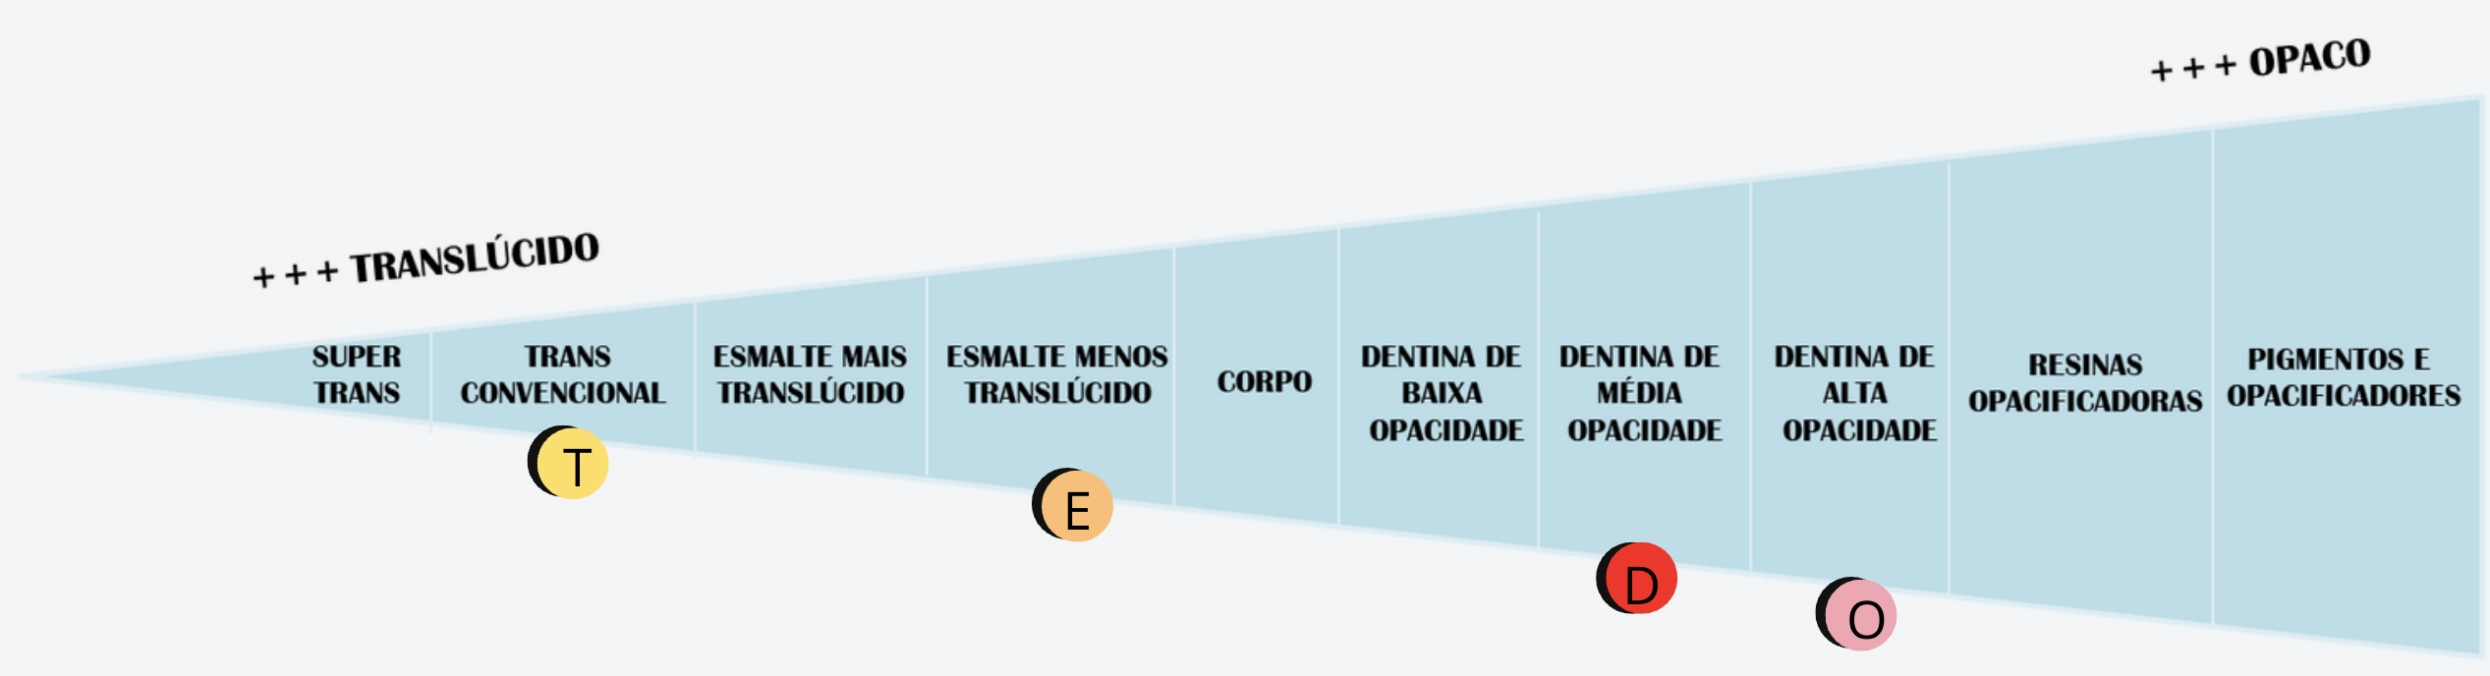 + + + OPACO
+ + + TRANSLÚCIDO
SUPER
TRANS
TRANS
CONVENCIONAL
ESMALTE MAIS
TRANSLÚCIDO
ESMALTE MENOS
TRANSLÚCIDO
CORPO
DENTINA DE
BAIXA
OPACIDADE
DENTINA DE
MÉDIA
OPACIDADE
DENTINA DE
ALTA
OPACIDADE
RESINAS
OPACIFICADORAS
PIGMENTOS E
OPACIFICADORES
T
E
D
O